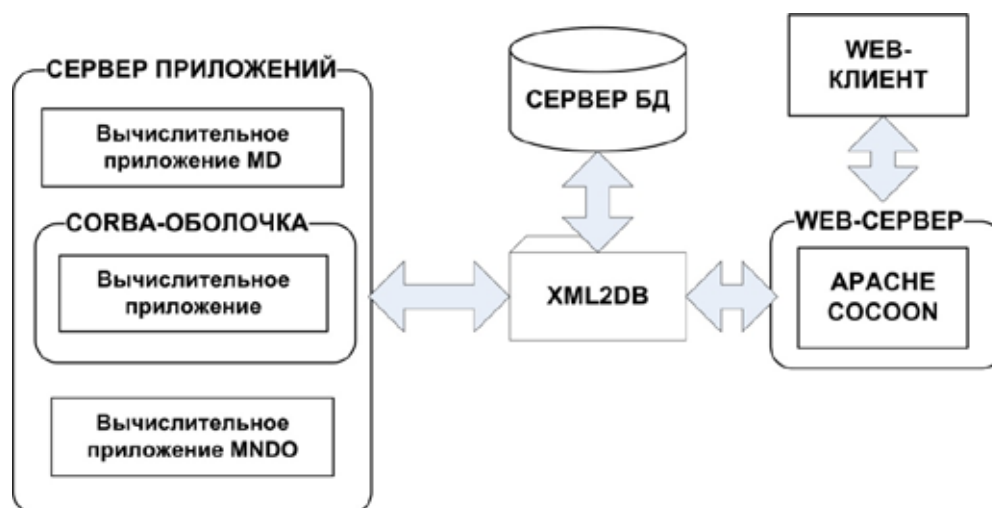 СЕРВЕР ПРИЛОЖЕНИЙ
Вычислительное
приложение MD
CORBA-ОБОЛОЧКА
Вычислительное
приложение
Вычислительное
приложение MNDO
СЕРВЕР БД
XML2DB
WEB-
КЛИЕНТ
WEB-СЕРВЕР
APACHE
COCOON